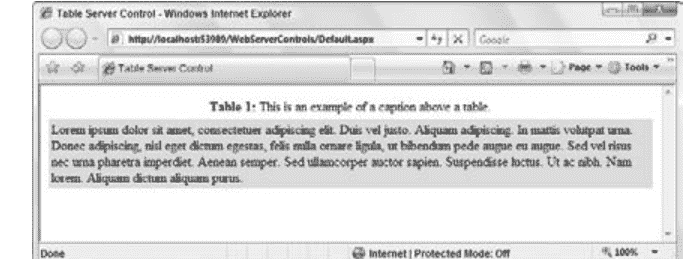 Table Server Control - Windows Internet Explorer
http://localhost:53989/WebServerControls/Default.aspx
Google
Table Server Control
Page
Tools
Table 1: This is an example of a caption above a table.
Lorem ipsum dolor sit amet, consectetuer adipiscing elit. Duis vel justo. Aliquam adipiscing. In mattis volutpat urna.
Donec adipiscing, nisl eget dictum egestas, felis nulla ornare ligula, ut bibendum pede augue eu augue. Sed vel risus
nec urna pharetra imperdiet. Aenean semper. Sed ullamcorper auctor sapien. Suspendisse luctus. Ut ac nibh. Nam
lorem. Aliquam dictum aliquam purus.
Done
Internet | Protected Mode: Off
100%